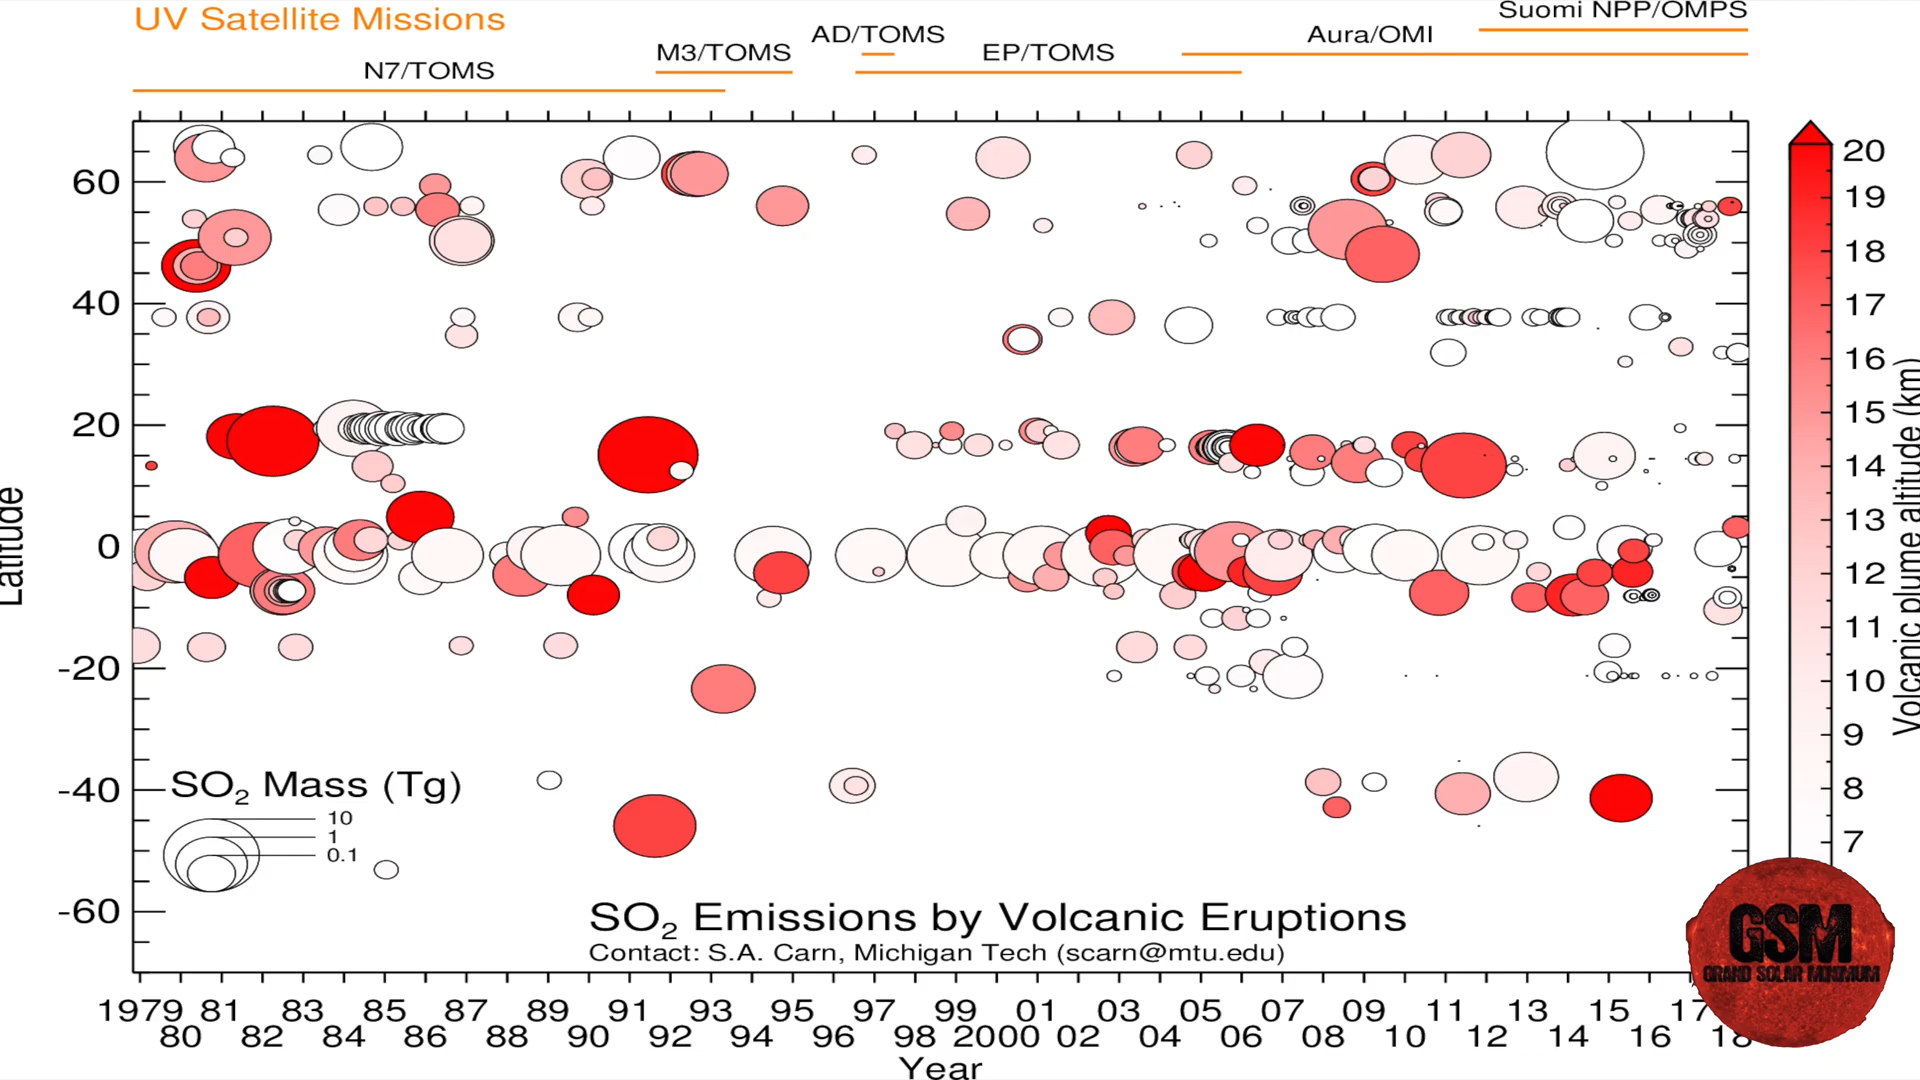 UV Satellite Missions
Suomi NPP/OMPS
AD/TOMS
Aura/OMI
M3/TOMS
EP/TOMS
N7/TOMS
60
40
20
0
-20
-40
-60
Latitude
20
19
18
17
16
15
14
13
12
11
10
9
8
7
Volcanic plume altitude (km)
SO₂ Mass (Tg)
10
1
0.1
SO₂ Emissions by Volcanic Eruptions
Contact: S.A. Carn, Michigan Tech (scarn@mtu.edu)
GSM
GRAND SOLAR MINIMUM
1979 81 83 85 87 89 91 93 95 97 99 01 03 05 07 09 11 13 15 17
80 82 84 86 88 90 92 94 96 98 2000 02 04 06 08 10 12 14 16 18
Year